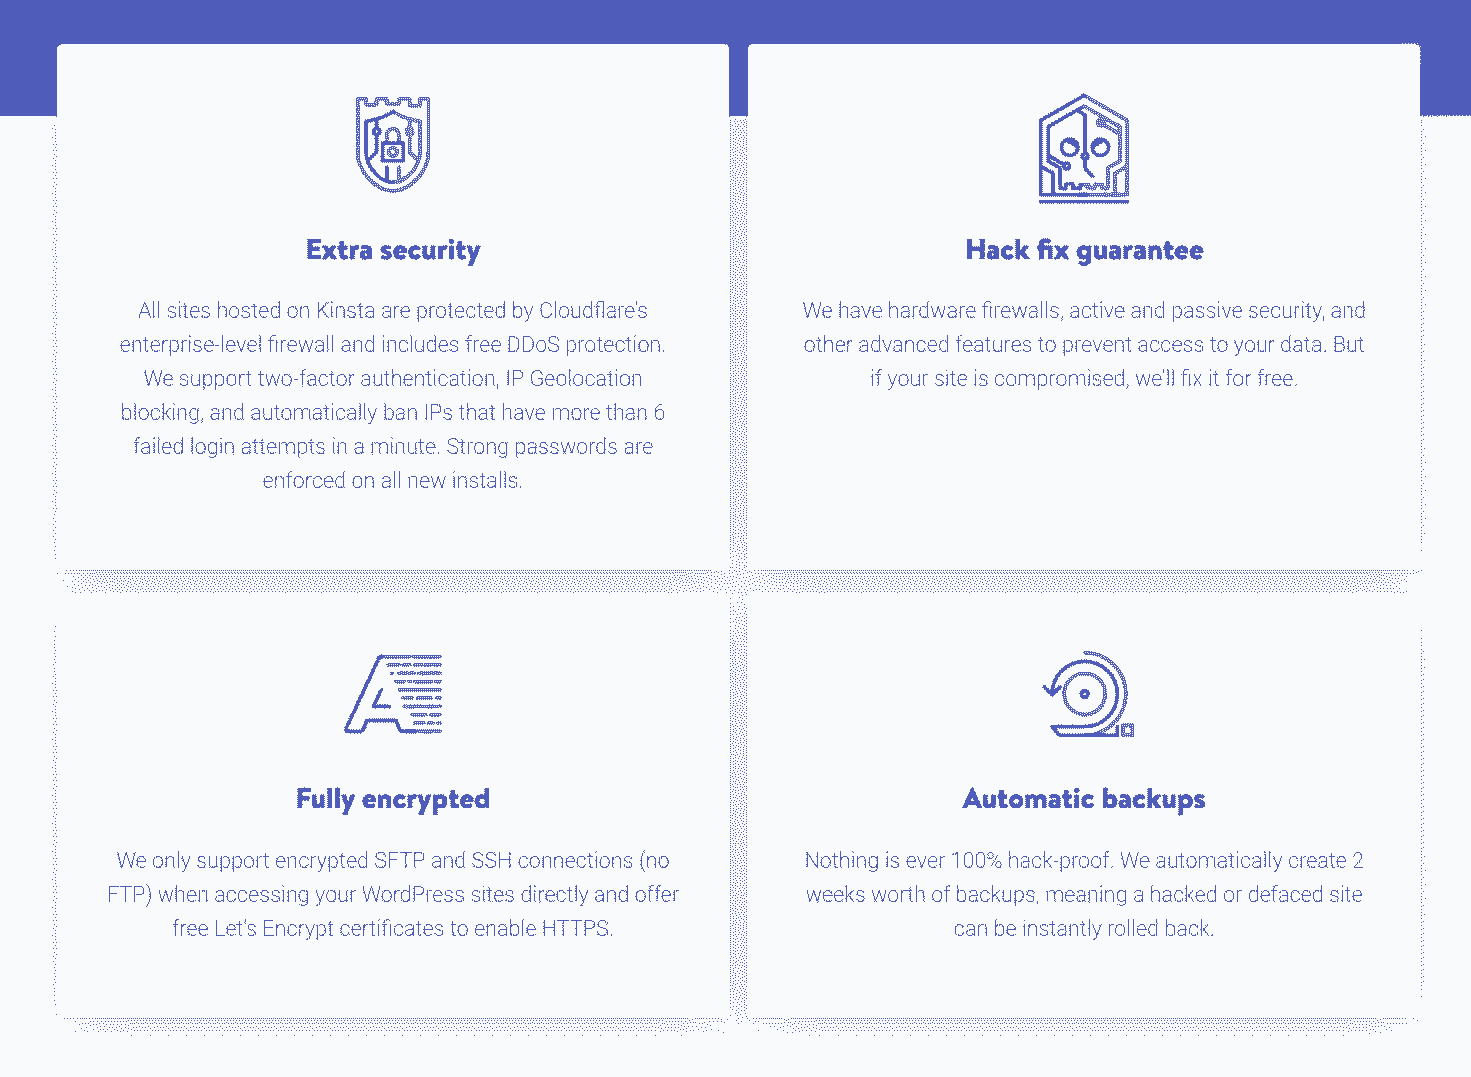 Extra security
All sites hosted on Kinsta are protected by Cloudflare's
enterprise-level firewall and includes free DDoS protection.
We support two-factor authentication, IP Geolocation
blocking, and automatically ban IPs that have more than 6
failed login attempts in a minute. Strong passwords are
enforced on all new installs.
Hack fix guarantee
We have hardware firewalls, active and passive security, and
other advanced features to prevent access to your data. But
if your site is compromised, we'll fix it for free.
Fully encrypted
We only support encrypted SFTP and SSH connections (no
FTP) when accessing your WordPress sites directly and offer
free Let's Encrypt certificates to enable HTTPS.
Automatic backups
Nothing is ever 100% hack-proof. We automatically create 2
weeks worth of backups, meaning a hacked or defaced site
can be instantly rolled back.